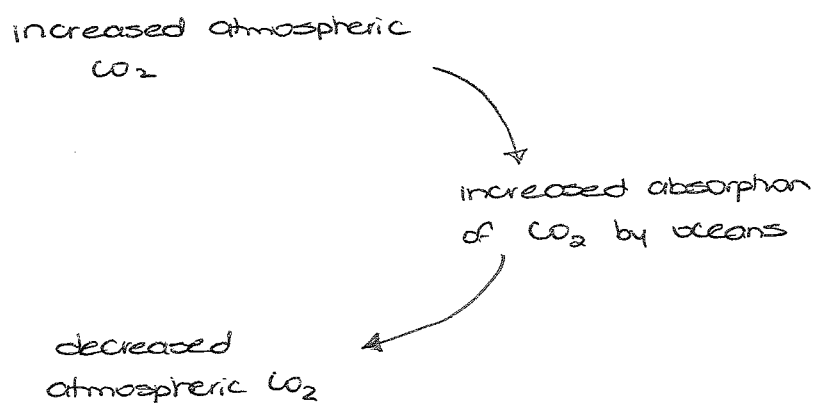 increased atmospheric
CO2
increased absorption
of CO2 by oceans
decreased
atmospheric CO2